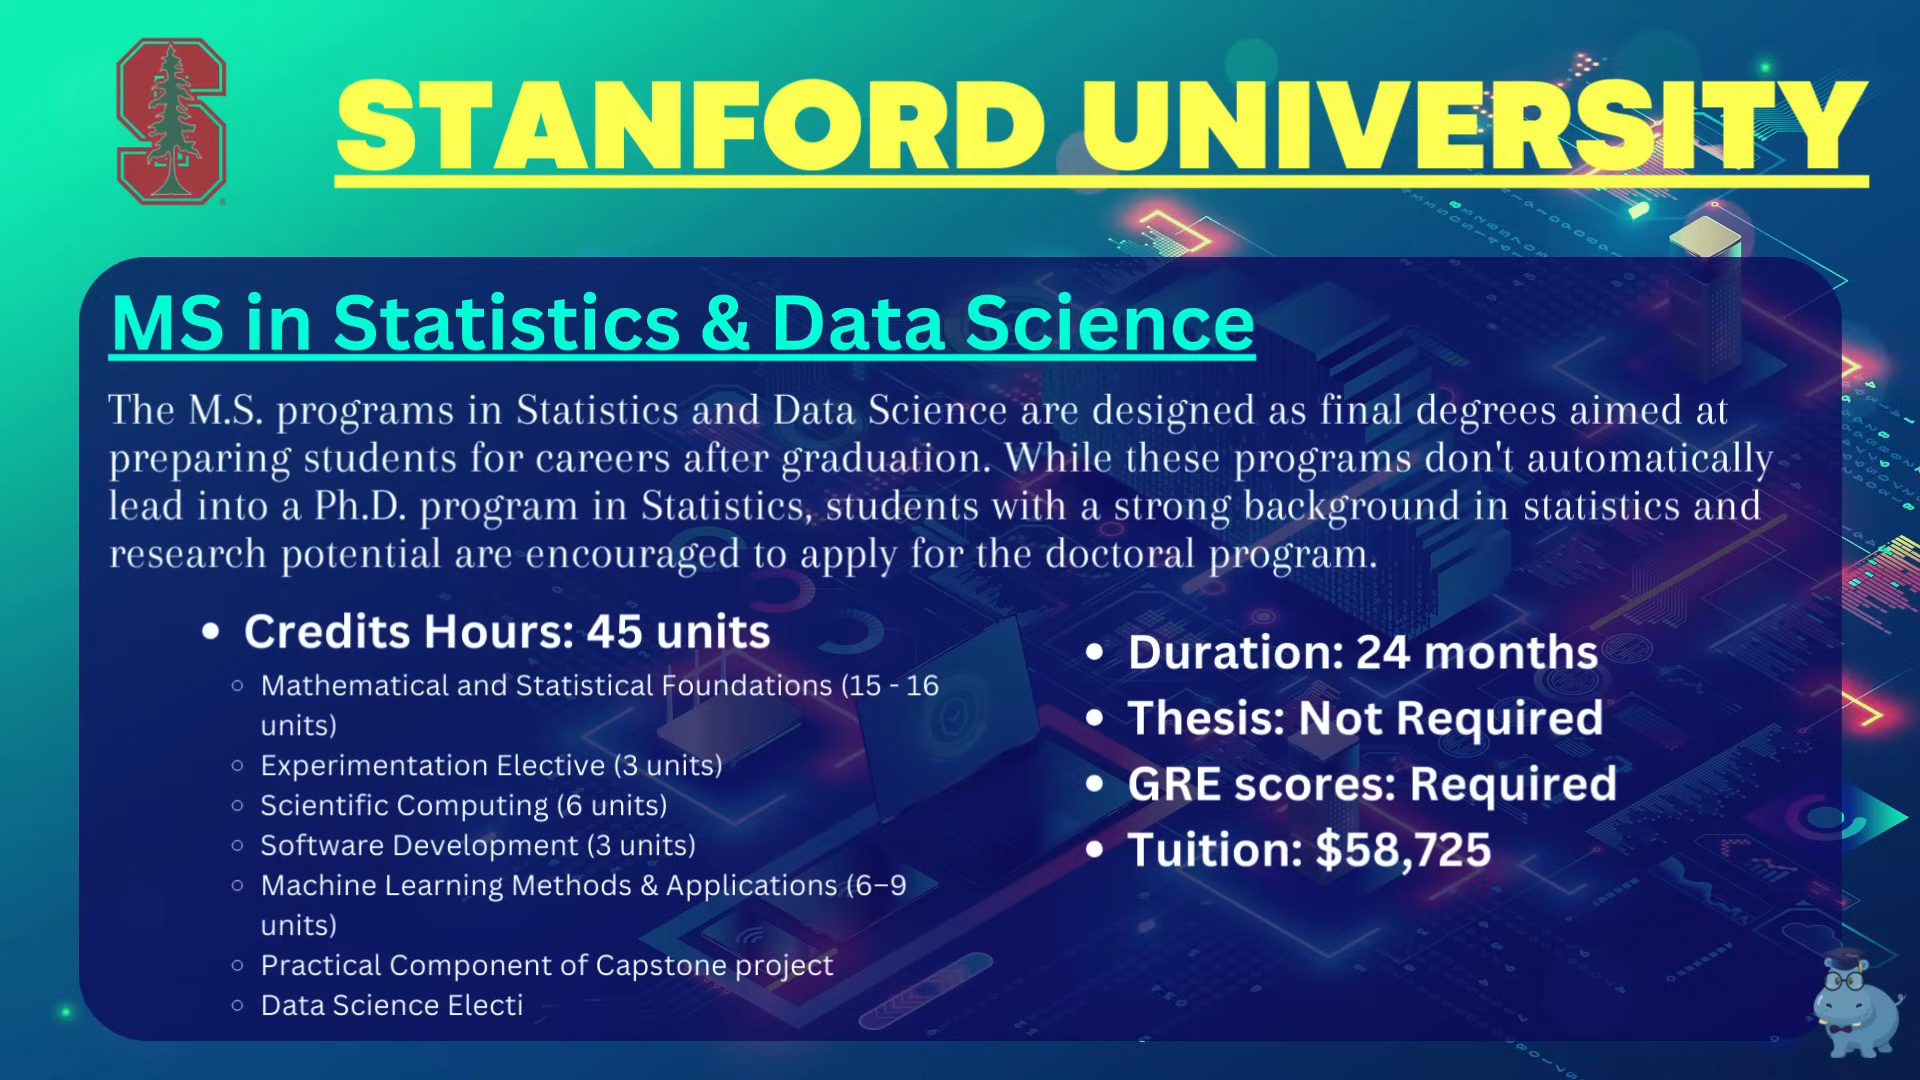 STANFORD UNIVERSITY
MS in Statistics & Data Science
The M.S. programs in Statistics and Data Science are designed as final degrees aimed at
preparing students for careers after graduation. While these programs don't automatically
lead into a Ph.D. program in Statistics, students with a strong background in statistics and
research potential are encouraged to apply for the doctoral program.
• Credits Hours: 45 units
◦ Mathematical and Statistical Foundations (15 - 16
units)
◦ Experimentation Elective (3 units)
◦ Scientific Computing (6 units)
◦ Software Development (3 units)
◦ Machine Learning Methods & Applications (6–9
units)
◦ Practical Component of Capstone project
◦ Data Science Electi
• Duration: 24 months
• Thesis: Not Required
• GRE scores: Required
• Tuition: $58,725